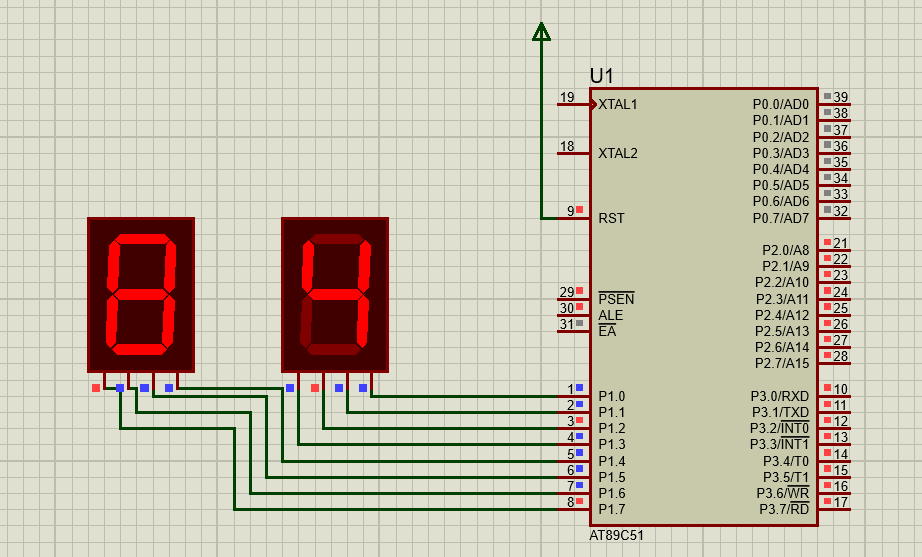 U1
19 XTAL1 P0.0/AD0 39
P0.1/AD1 38
P0.2/AD2 37
18 XTAL2 P0.3/AD3 36
P0.4/AD4 35
P0.5/AD5 34
P0.6/AD6 33
9 RST P0.7/AD7 32
P2.0/A8 21
P2.1/A9 22
P2.2/A10 23
29 PSEN P2.3/A11 24
30 ALE P2.4/A12 25
31 EA P2.5/A13 26
P2.6/A14 27
P2.7/A15 28
8 4
1 P1.0 P3.0/RXD 10
2 P1.1 P3.1/TXD 11
3 P1.2 P3.2/INT0 12
4 P1.3 P3.3/INT1 13
5 P1.4 P3.4/T0 14
6 P1.5 P3.5/T1 15
7 P1.6 P3.6/WR 16
8 P1.7 P3.7/RD 17
AT89C51